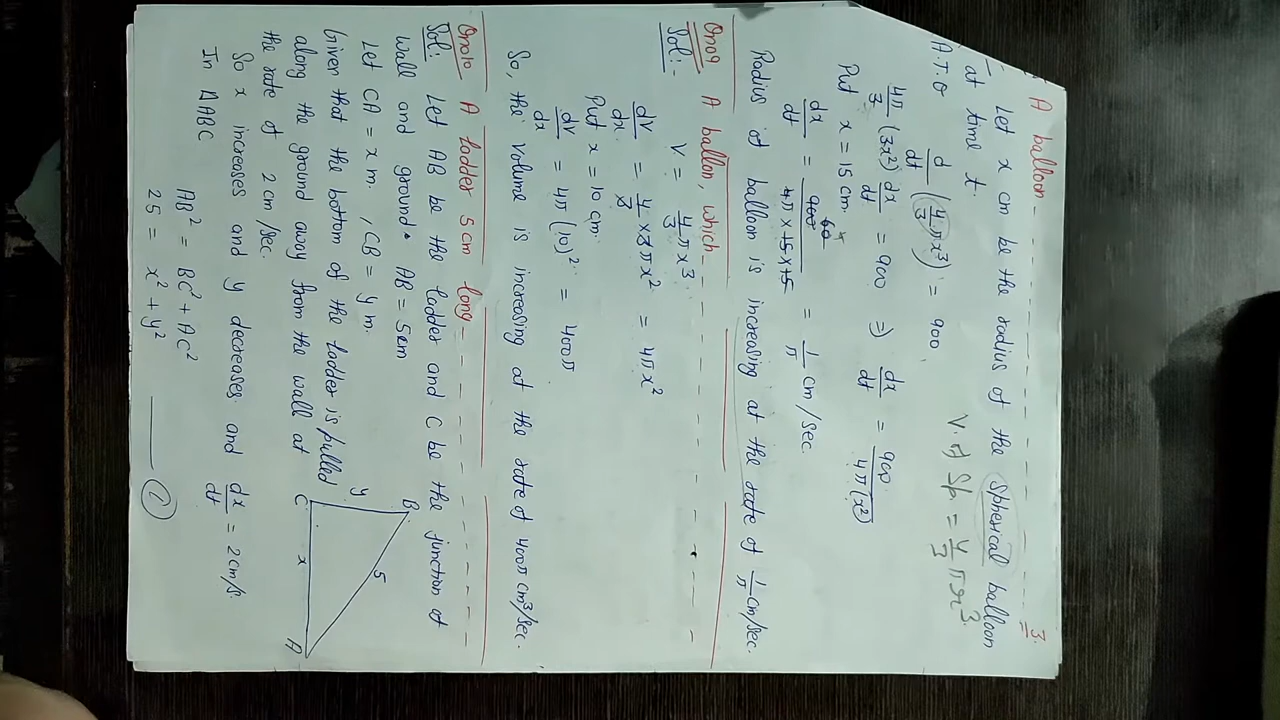 A balloon - - - - - - - 3.
Let x cm be the radius of the spherical balloon
at time t.
V. of Sp = 4/3 πr³.
A.T.Q d/dt (4/3 πx³) = 900
4π/3 (3x²) dx/dt = 900 ⇒ dx/dt = 900/4π(x²)
Put x = 15 cm.
dx/dt = 900/4π×15×15 = 1/π cm/sec
Radius of balloon is increasing at the rate of 1/π cm/sec.
Qno9 A ballon, which - - - - - - - -
Sol:- V = 4/3 πx³
dv/dx = 4/3 × 3πx² = 4πx²
Put x = 10 cm.
dv/dx = 4π(10)² = 400π
So, the volume is increasing at the rate of 400π cm³/sec.
Qno10 A ladder 5 cm long - - - - - - - -
Sol: Let AB be the ladder and C be the junction of
wall and ground. AB = 5cm
Let CA = x m. , CB = y m.
Given that the bottom of the ladder is pulled
along the ground away from the wall at
the rate of 2 cm/sec.
So x increases and y decreases and dx/dt = 2cm/s.
In ΔABC
AB² = BC² + AC²
25 = x² + y² ——— ①
B
y
5
C
x
A